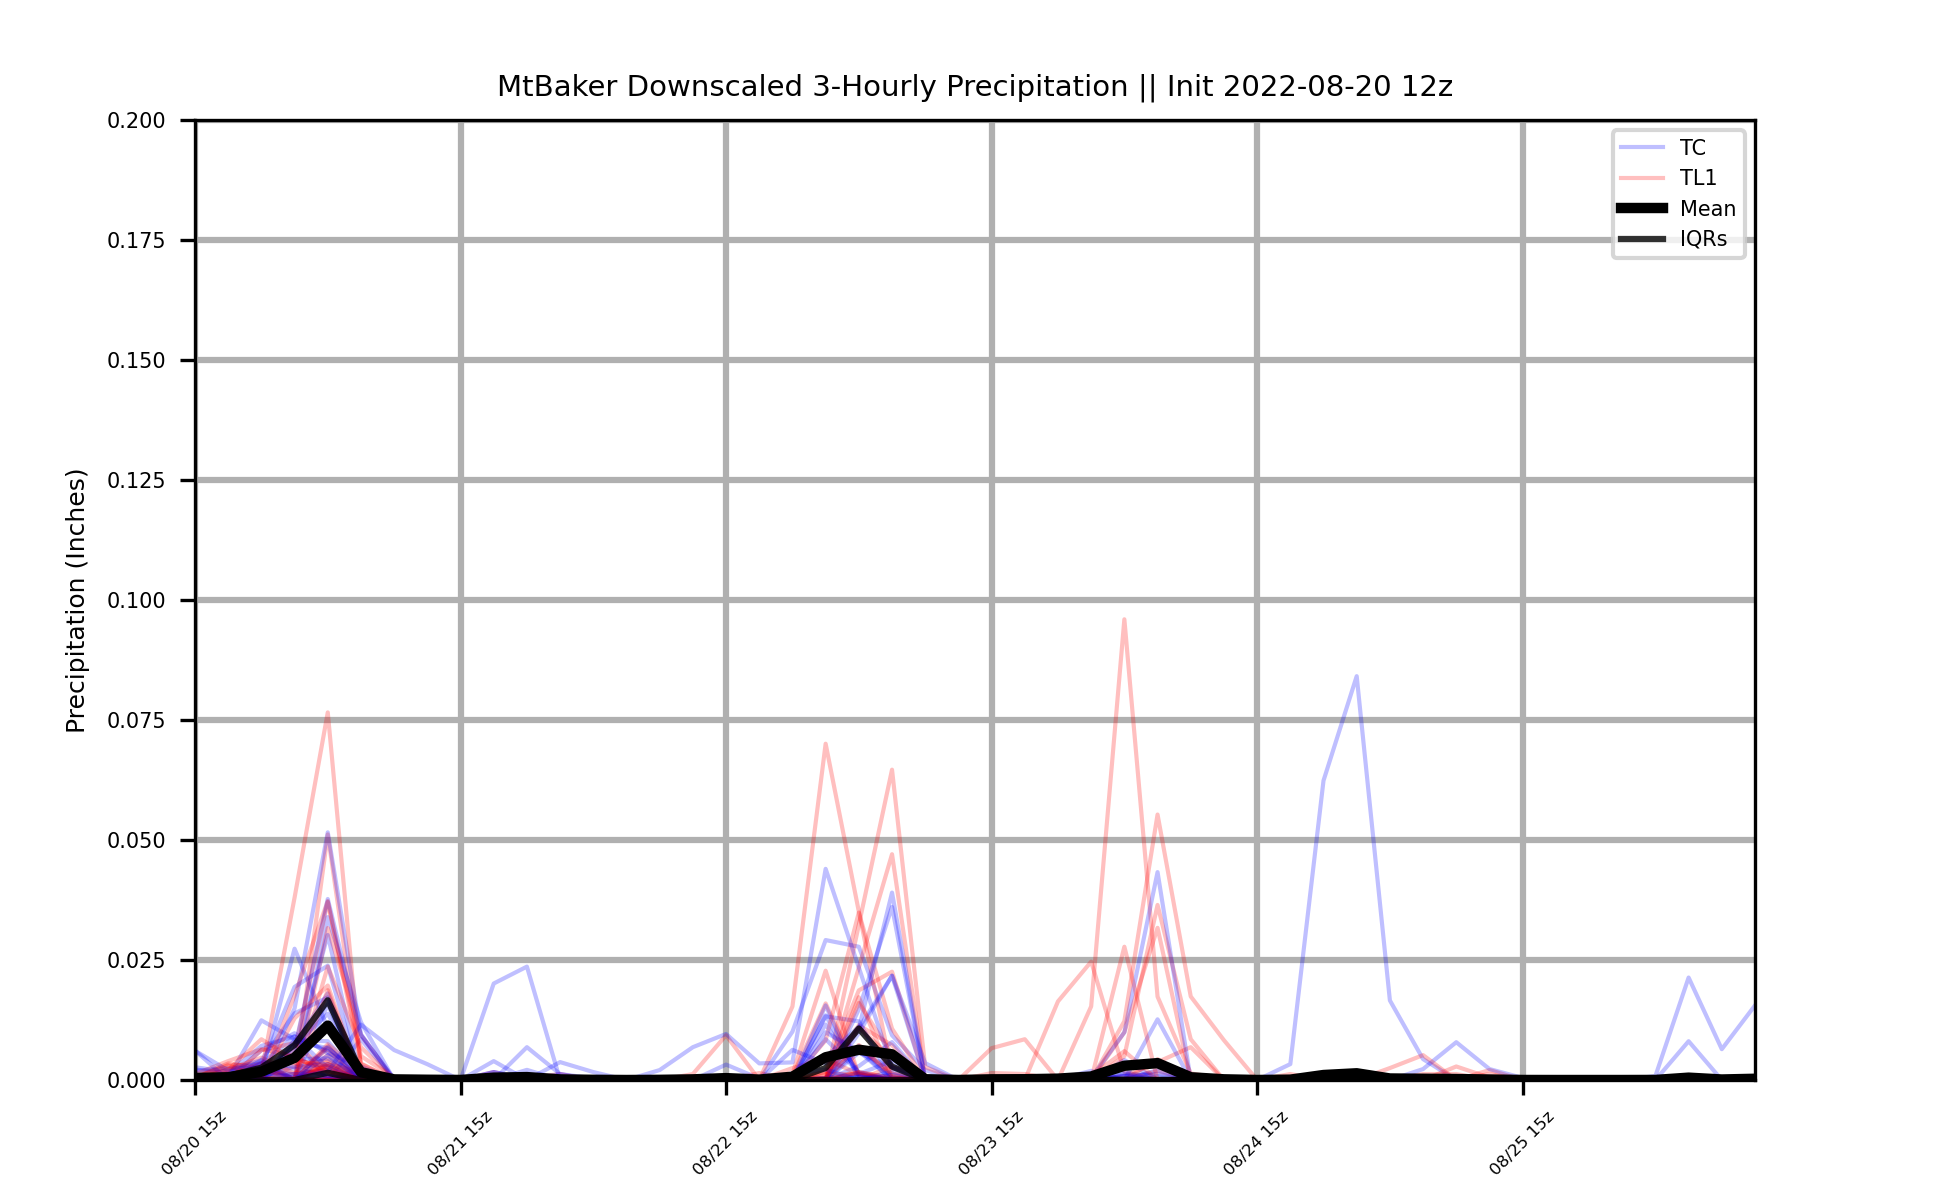 MtBaker Downscaled 3-Hourly Precipitation || Init 2022-08-20 12z
Precipitation (Inches)
0.200
0.175
0.150
0.125
0.100
0.075
0.050
0.025
0.000
TC
TL1
Mean
IQRs
08/20 15z
08/21 15z
08/22 15z
08/23 15z
08/24 15z
08/25 15z